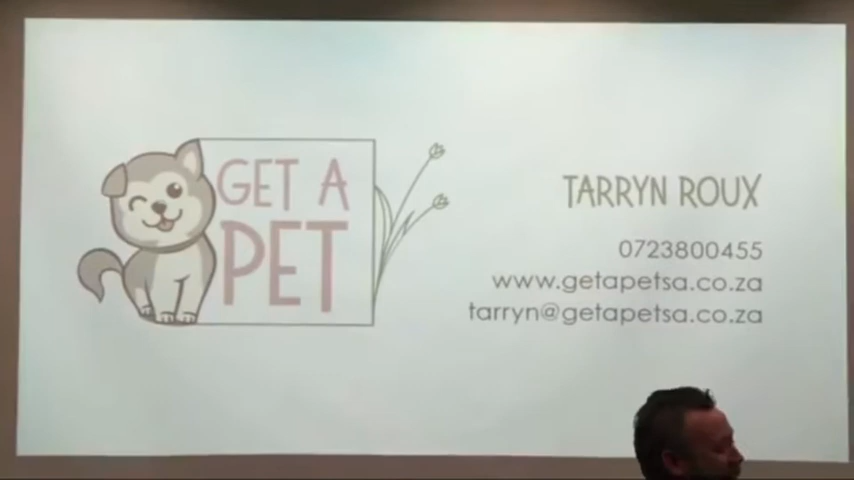 GET A
PET
TARRYN ROUX
0723800455
www.getapetsa.co.za
tarryn@getapetsa.co.za